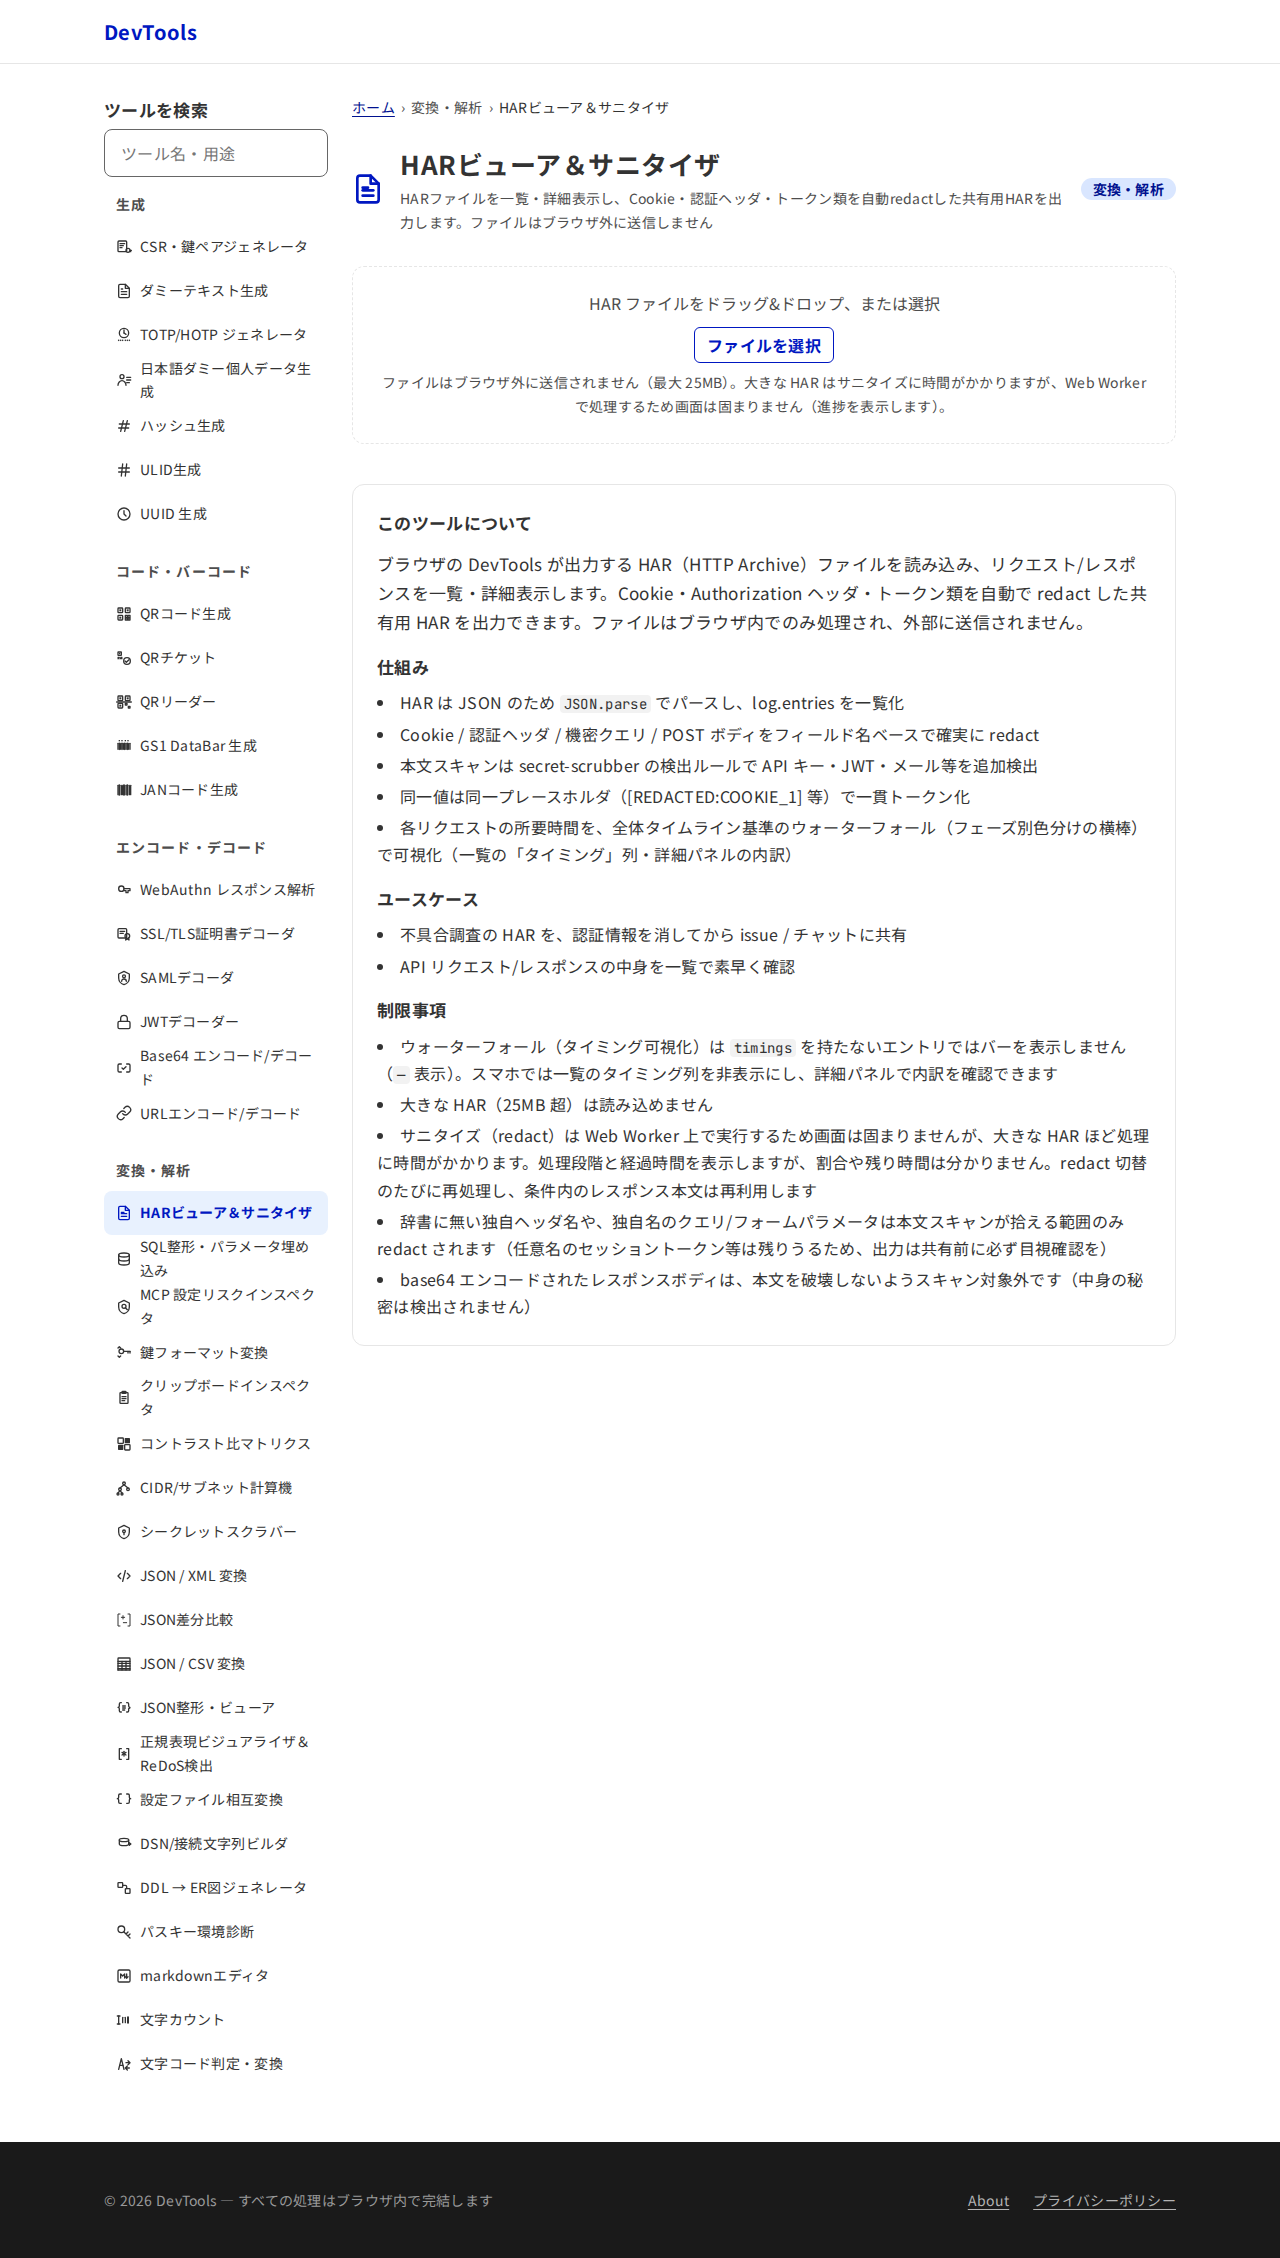 DevTools
ツールを検索
ツール名・用途
生成
CSR・鍵ペアジェネレータ
ダミーテキスト生成
TOTP/HOTP ジェネレータ
日本語ダミー個人データ生
成
ハッシュ生成
ULID生成
UUID 生成
コード・バーコード
QRコード生成
QRチケット
QRリーダー
GS1 DataBar 生成
JANコード生成
エンコード・デコード
WebAuthn レスポンス解析
SSL/TLS証明書デコーダ
SAMLデコーダ
JWTデコーダー
Base64 エンコード/デコー
ド
URLエンコード/デコード
変換・解析
HARビューア＆サニタイザ
SQL整形・パラメータ埋め
込み
MCP 設定リスクインスペク
タ
鍵フォーマット変換
クリップボードインスペク
タ
コントラスト比マトリクス
CIDR/サブネット計算機
シークレットスクラバー
JSON / XML 変換
JSON差分比較
JSON / CSV 変換
JSON整形・ビューア
正規表現ビジュアライザ＆
ReDoS検出
設定ファイル相互変換
DSN/接続文字列ビルダ
DDL → ER図ジェネレータ
パスキー環境診断
markdownエディタ
文字カウント
文字コード判定・変換
ホーム › 変換・解析 › HARビューア＆サニタイザ
HARビューア＆サニタイザ
HARファイルを一覧・詳細表示し、Cookie・認証ヘッダ・トークン類を自動redactした共有用HARを出
力します。ファイルはブラウザ外に送信しません
変換・解析
HAR ファイルをドラッグ&ドロップ、または選択
ファイルを選択
ファイルはブラウザ外に送信されません（最大 25MB）。大きな HAR はサニタイズに時間がかかりますが、Web Worker
で処理するため画面は固まりません（進捗を表示します）。
このツールについて
ブラウザの DevTools が出力する HAR（HTTP Archive）ファイルを読み込み、リクエスト/レスポ
ンスを一覧・詳細表示します。Cookie・Authorization ヘッダ・トークン類を自動で redact した共
有用 HAR を出力できます。ファイルはブラウザ内でのみ処理され、外部に送信されません。
仕組み
• HAR は JSON のため JSON.parse でパースし、log.entries を一覧化
• Cookie / 認証ヘッダ / 機密クエリ / POST ボディをフィールド名ベースで確実に redact
• 本文スキャンは secret-scrubber の検出ルールで API キー・JWT・メール等を追加検出
• 同一値は同一プレースホルダ（[REDACTED:COOKIE_1] 等）で一貫トークン化
• 各リクエストの所要時間を、全体タイムライン基準のウォーターフォール（フェーズ別色分けの横棒）
で可視化（一覧の「タイミング」列・詳細パネルの内訳）
ユースケース
• 不具合調査の HAR を、認証情報を消してから issue / チャットに共有
• API リクエスト/レスポンスの中身を一覧で素早く確認
制限事項
• ウォーターフォール（タイミング可視化）は timings を持たないエントリではバーを表示しません
（— 表示）。スマホでは一覧のタイミング列を非表示にし、詳細パネルで内訳を確認できます
• 大きな HAR（25MB 超）は読み込めません
• サニタイズ（redact）は Web Worker 上で実行するため画面は固まりませんが、大きな HAR ほど処理
に時間がかかります。処理段階と経過時間を表示しますが、割合や残り時間は分かりません。redact 切替
のたびに再処理し、条件内のレスポンス本文は再利用します
• 辞書に無い独自ヘッダ名や、独自名のクエリ/フォームパラメータは本文スキャンが拾える範囲のみ
redact されます（任意名のセッショントークン等は残りうるため、出力は共有前に必ず目視確認を）
• base64 エンコードされたレスポンスボディは、本文を破壊しないようスキャン対象外です（中身の秘
密は検出されません）
© 2026 DevTools — すべての処理はブラウザ内で完結します
About プライバシーポリシー